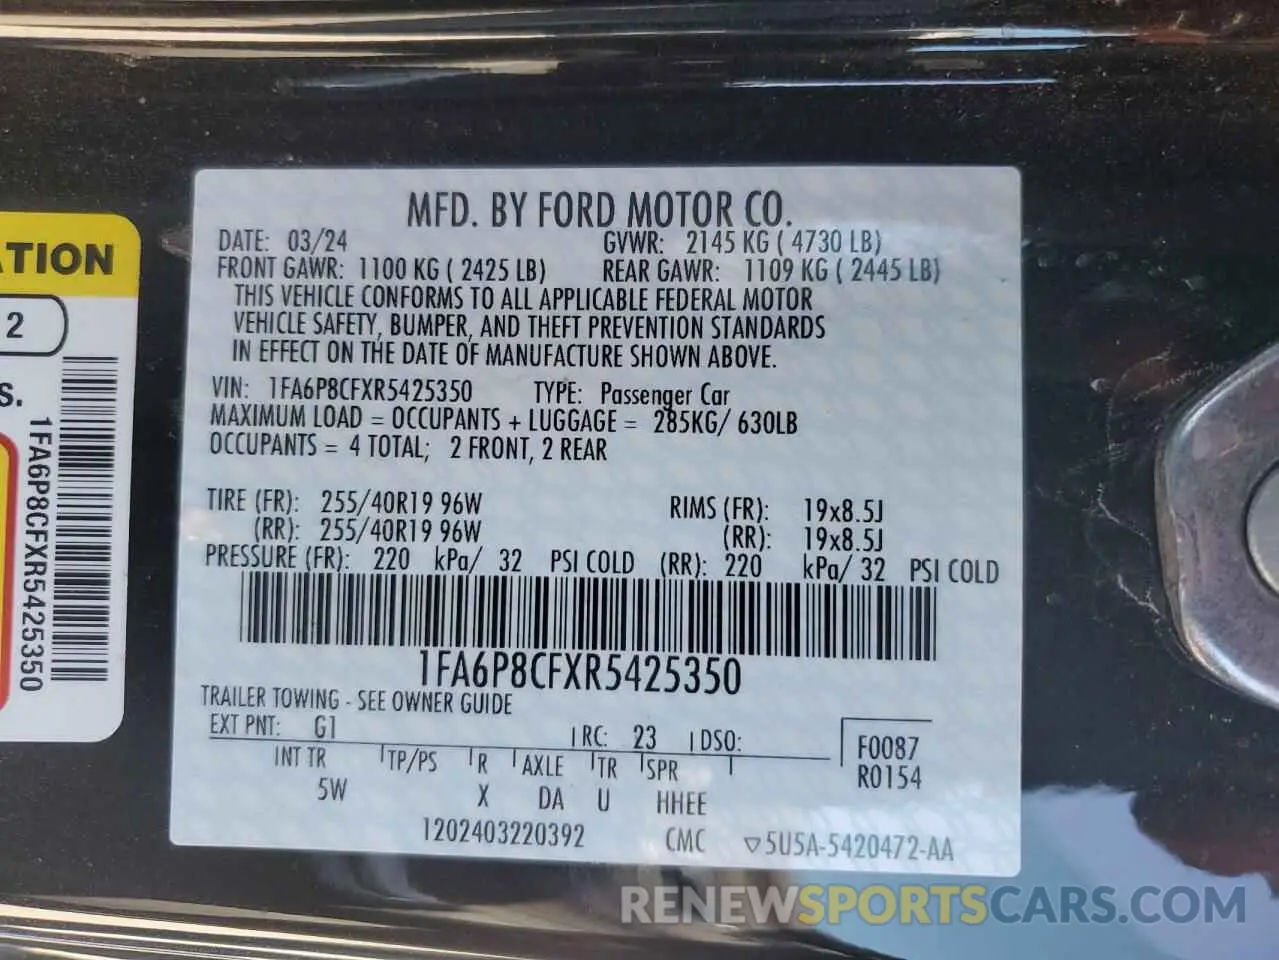 MFD. BY FORD MOTOR CO.
DATE: 03/24 GVWR: 2145 KG ( 4730 LB)
FRONT GAWR: 1100 KG ( 2425 LB) REAR GAWR: 1109 KG ( 2445 LB)
THIS VEHICLE CONFORMS TO ALL APPLICABLE FEDERAL MOTOR
VEHICLE SAFETY, BUMPER, AND THEFT PREVENTION STANDARDS
IN EFFECT ON THE DATE OF MANUFACTURE SHOWN ABOVE.
VIN: 1FA6P8CFXR5425350 TYPE: Passenger Car
MAXIMUM LOAD = OCCUPANTS + LUGGAGE = 285KG/ 630LB
OCCUPANTS = 4 TOTAL; 2 FRONT, 2 REAR
TIRE (FR): 255/40R19 96W RIMS (FR): 19x8.5J
(RR): 255/40R19 96W (RR): 19x8.5J
PRESSURE (FR): 220 kPa/ 32 PSI COLD (RR): 220 kPa/ 32 PSI COLD
1FA6P8CFXR5425350
TRAILER TOWING - SEE OWNER GUIDE
EXT PNT: G1 RC: 23 DSO: F0087
INT TR TP/PS R AXLE TR SPR R0154
5W X DA U HHEE
1202403220392 CMC ▽5U5A-5420472-AA
ATION
2
S.
1FA6P8CFXR5425350
RENEWSPORTSCARS.COM